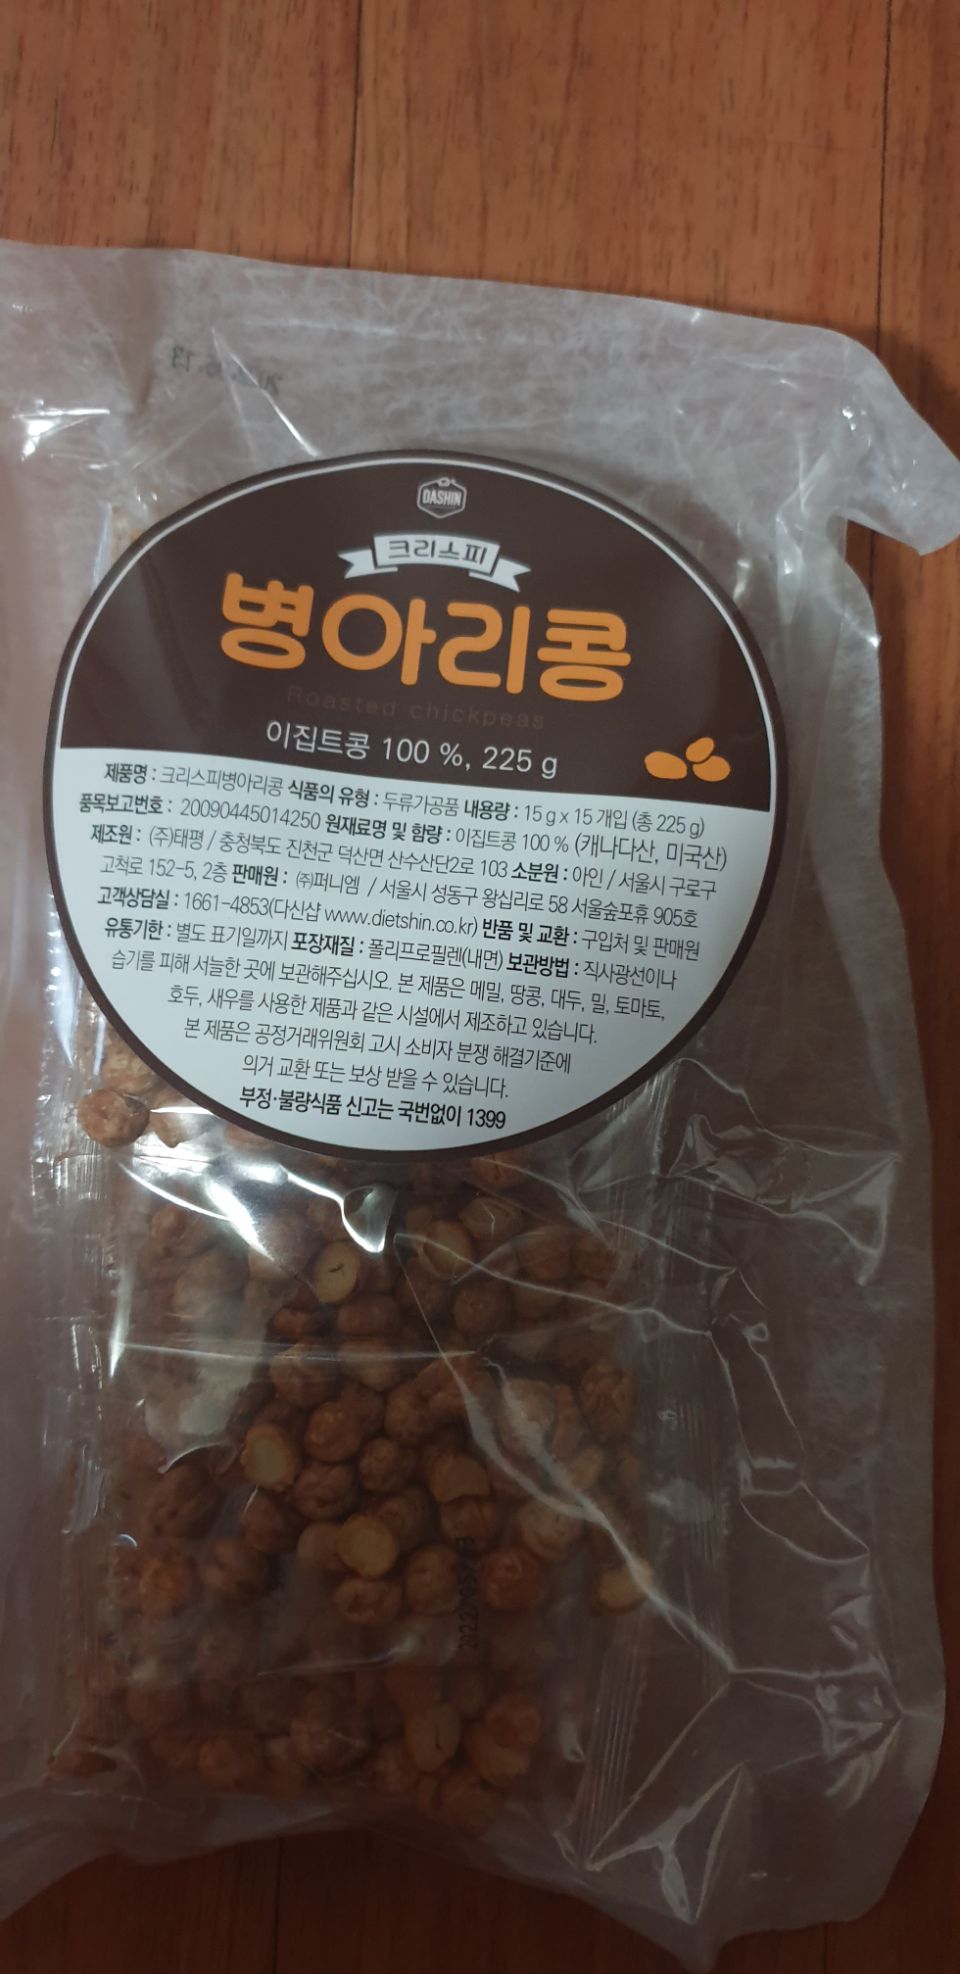 DASHIN
크리스피
병아리콩
Roasted chickpeas
이집트콩 100 %, 225 g
제품명 : 크리스피병아리콩 식품의 유형 : 두류가공품 내용량 : 15 g x 15 개입 (총 225 g)
품목보고번호 : 20090445014250 원재료명 및 함량 : 이집트콩 100 % (캐나다산, 미국산)
제조원 : (주)태평 / 충청북도 진천군 덕산면 산수산단2로 103 소분원 : 아인 / 서울시 구로구
고척로 152-5, 2층 판매원 : ㈜퍼니엠 / 서울시 성동구 왕십리로 58 서울숲포휴 905호
고객상담실 : 1661-4853(다신샵 www.dietshin.co.kr) 반품 및 교환 : 구입처 및 판매원
유통기한 : 별도 표기일까지 포장재질 : 폴리프로필렌(내면) 보관방법 : 직사광선이나
습기를 피해 서늘한 곳에 보관해주십시오. 본 제품은 메밀, 땅콩, 대두, 밀, 토마토,
호두, 새우를 사용한 제품과 같은 시설에서 제조하고 있습니다.
본 제품은 공정거래위원회 고시 소비자 분쟁 해결기준에
의거 교환 또는 보상 받을 수 있습니다.
부정·불량식품 신고는 국번없이 1399